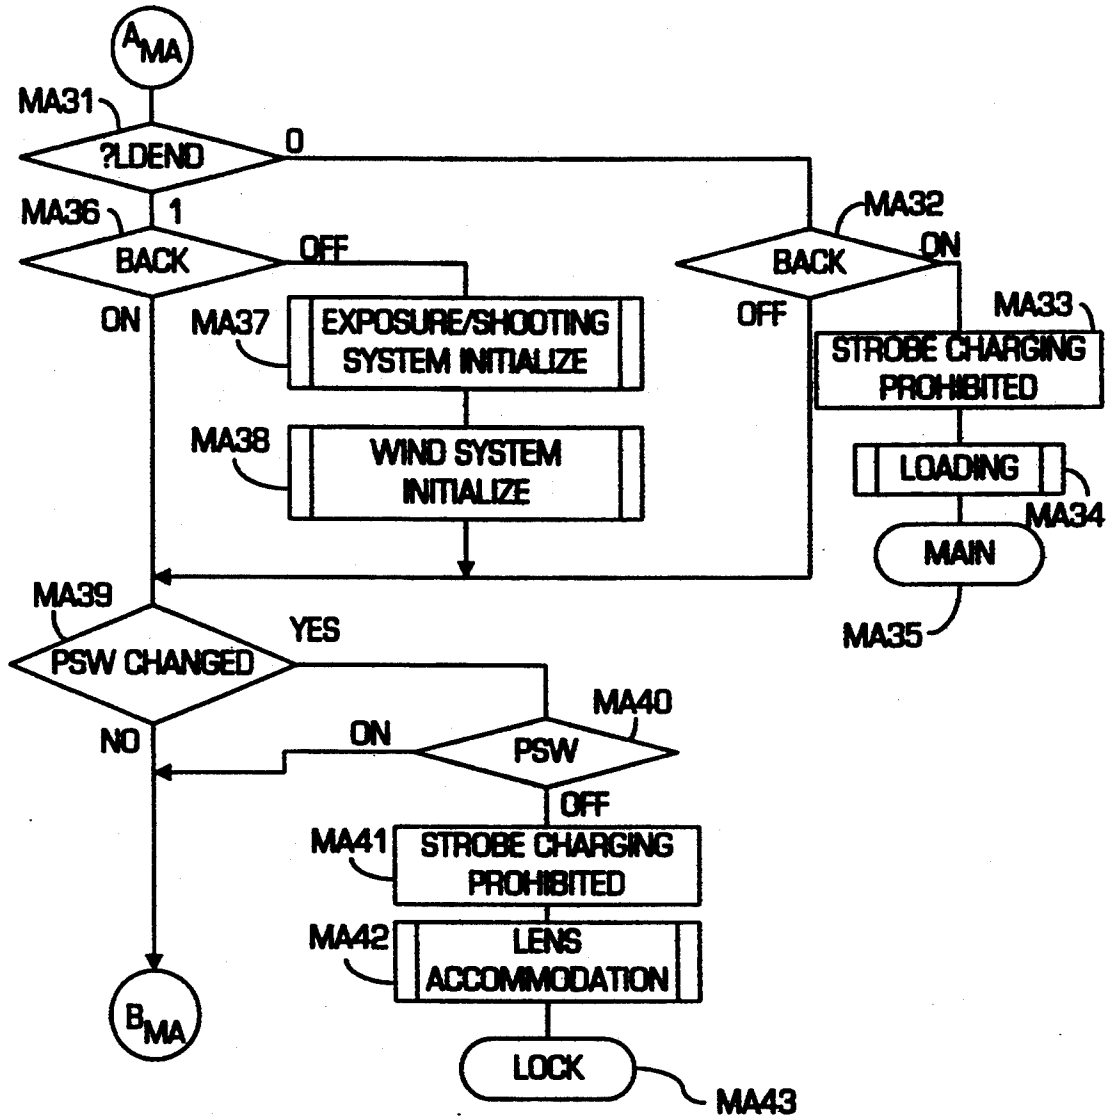 AMA
MA31
?LDEND
0
1
MA36
BACK
OFF
ON
MA32
BACK
ON
OFF
MA37
EXPOSURE/SHOOTING
SYSTEM INITIALIZE
MA33
STROBE CHARGING
PROHIBITED
MA38
WIND SYSTEM
INITIALIZE
LOADING
MA34
MAIN
MA35
MA39
PSW CHANGED
YES
NO
MA40
PSW
ON
OFF
MA41
STROBE CHARGING
PROHIBITED
MA42
LENS
ACCOMMODATION
BMA
LOCK
MA43